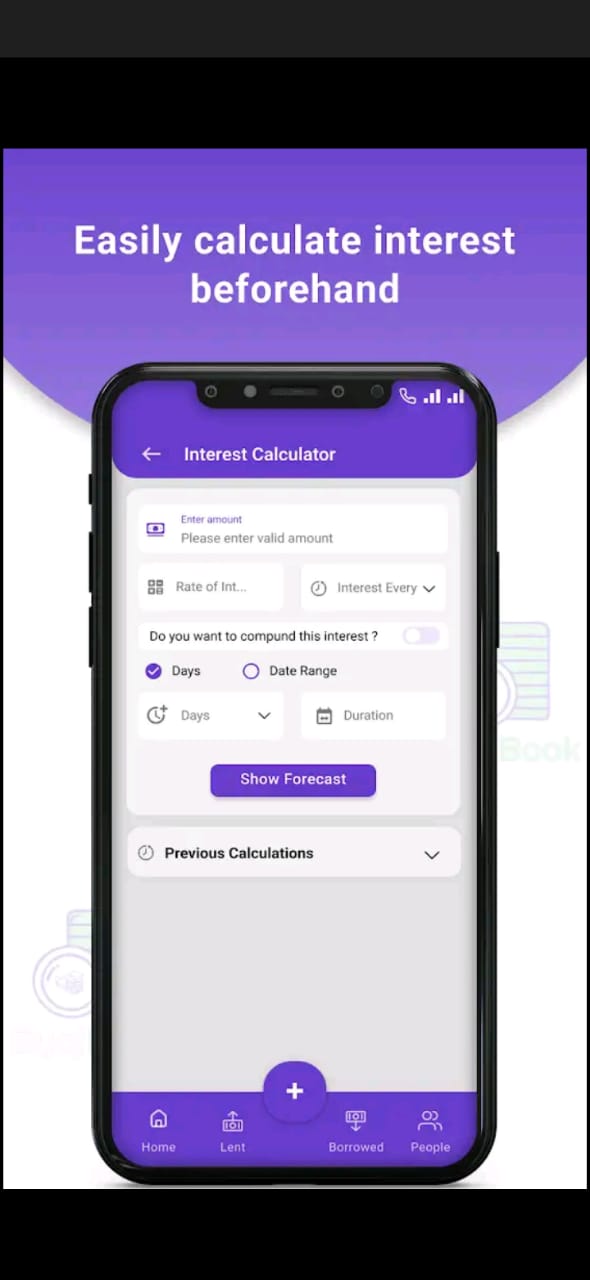 Easily calculate interest
beforehand
Interest Calculator
Enter amount
Please enter valid amount
Rate of Int...
Interest Every
Do you want to compund this interest ?
Days
Date Range
Days
Duration
Book
Show Forecast
Previous Calculations
Home
Lent
Borrowed
People